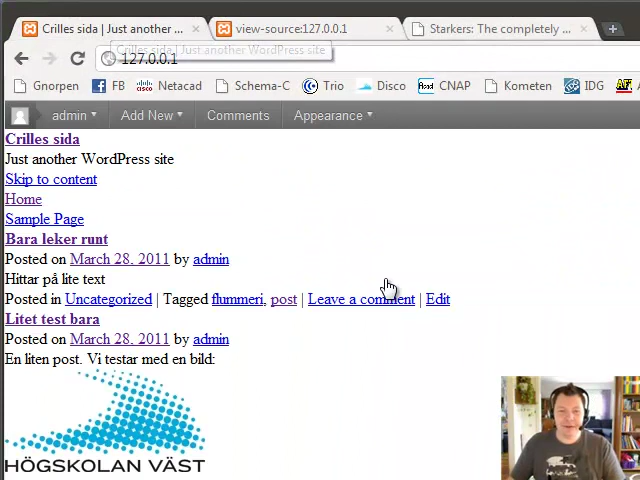 Crilles sida | Just another ...
view-source:127.0.0.1
Starkers: The completely
Crilles sida | Just another WordPress site
127.0.0.1
Gnorpen
FB
cisco Netacad
Schema-C
Trio
Disco
CNAP
Kometen
IDG
Åsa
admin
Add New
Comments
Appearance
Crilles sida
Just another WordPress site
Skip to content
Home
Sample Page
Bara leker runt
Posted on March 28, 2011 by admin
Hittar på lite text
Posted in Uncategorized | Tagged flummeri, post | Leave a comment | Edit
Litet test bara
Posted on March 28, 2011 by admin
En liten post. Vi testar med en bild:
HÖGSKOLAN VÄST